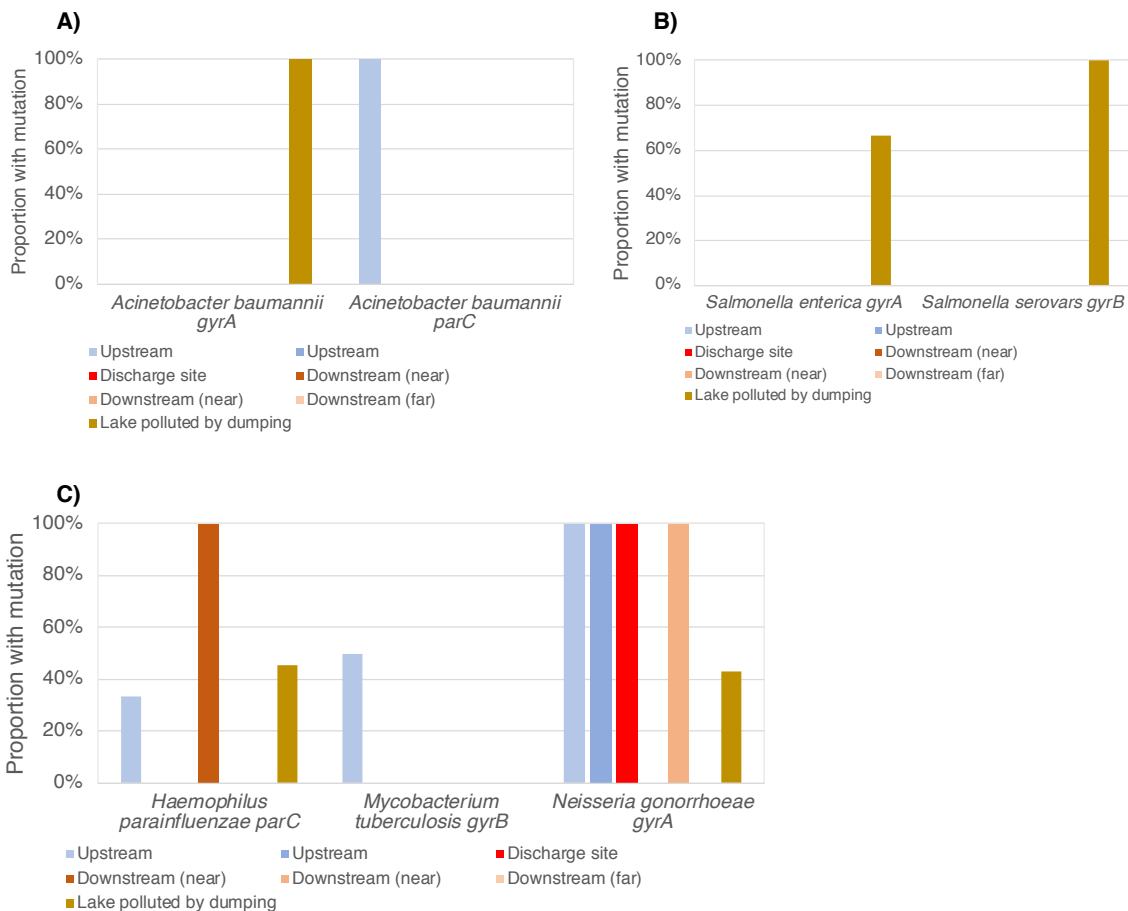 A)
Proportion with mutation
100%
80%
60%
40%
20%
0%
Acinetobacter baumannii
gyrA
Acinetobacter baumannii
parC
Upstream
Upstream
Discharge site
Downstream (near)
Downstream (near)
Downstream (far)
Lake polluted by dumping
B)
Proportion with mutation
100%
80%
60%
40%
20%
0%
Salmonella enterica gyrA
Salmonella serovars gyrB
Upstream
Upstream
Discharge site
Downstream (near)
Downstream (near)
Downstream (far)
Lake polluted by dumping
C)
Proportion with mutation
100%
80%
60%
40%
20%
0%
Haemophilus
parainfluenzae parC
Mycobacterium
tuberculosis gyrB
Neisseria gonorrhoeae
gyrA
Upstream
Upstream
Discharge site
Downstream (near)
Downstream (near)
Downstream (far)
Lake polluted by dumping